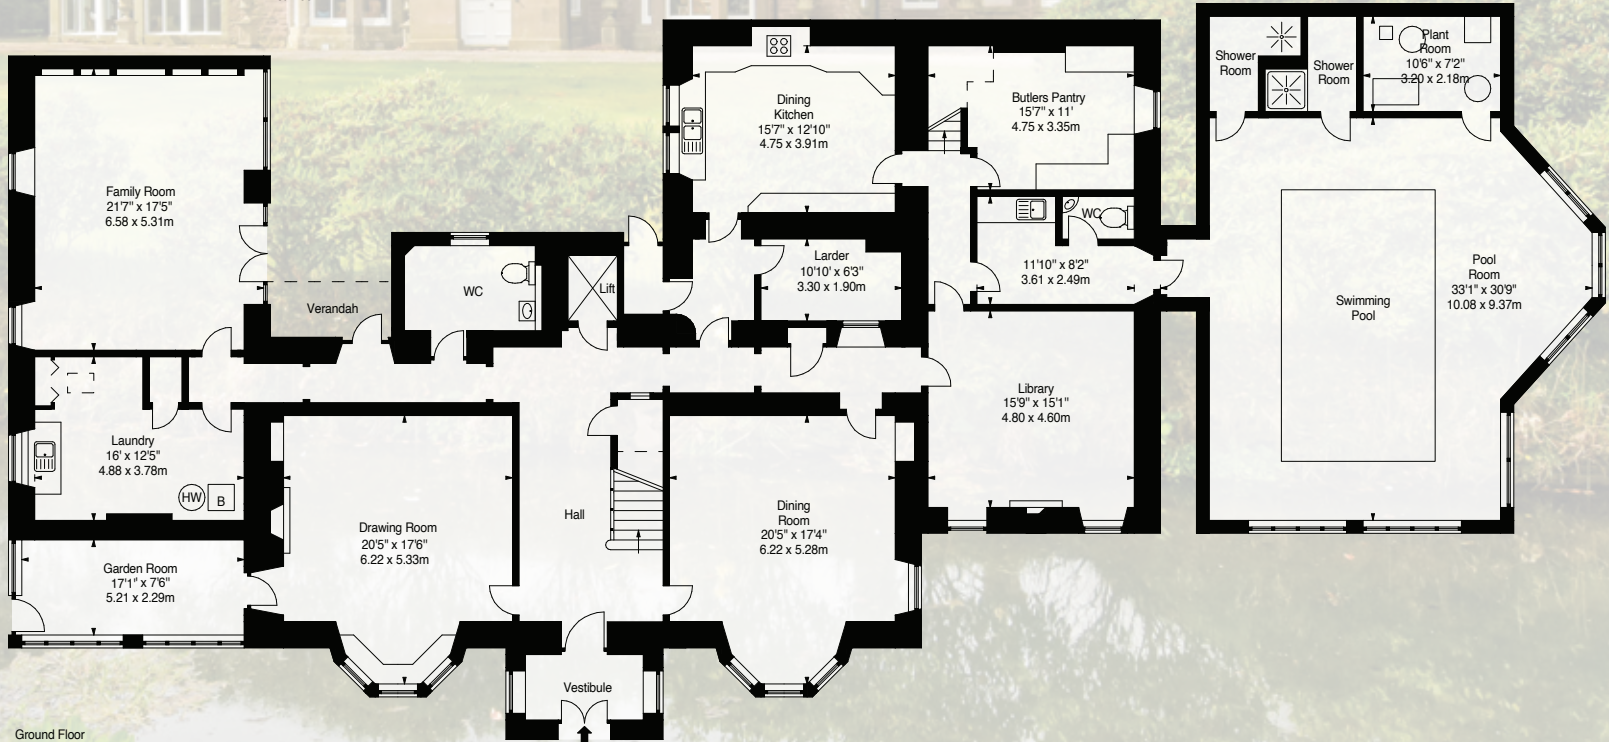 Family Room
21'7" x 17'5"
6.58 x 5.31m
Verandah
WC
Lift
Dining
Kitchen
15'7" x 12'10"
4.75 x 3.91m
Larder
10'10' x 6'3"
3.30 x 1.90m
Butlers Pantry
15'7" x 11'
4.75 x 3.35m
WC
11'10" x 8'2"
3.61 x 2.49m
Shower
Room
Shower
Room
Plant
Room
10'6" x 7'2"
3.20 x 2.18m
Swimming
Pool
Pool
Room
33'1" x 30'9"
10.08 x 9.37m
Library
15'9" x 15'1"
4.80 x 4.60m
Laundry
16' x 12'5"
4.88 x 3.78m
HW
B
Hall
Drawing Room
20'5" x 17'6"
6.22 x 5.33m
Dining
Room
20'5" x 17'4"
6.22 x 5.28m
Garden Room
17'1" x 7'6"
5.21 x 2.29m
Vestibule
Ground Floor